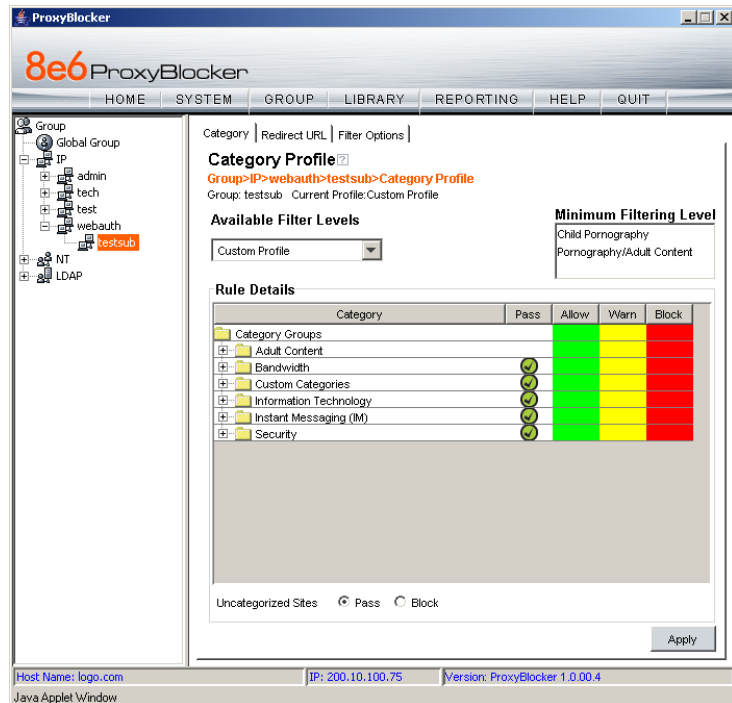 ProxyBlocker
8e6 ProxyBlocker
HOME SYSTEM GROUP LIBRARY REPORTING HELP QUIT
Group
Global Group
IP
admin
tech
test
webauth
testsub
NT
LDAP
Category Redirect URL Filter Options
Category Profile ?
Group>IP>webauth>testsub>Category Profile
Group: testsub Current Profile:Custom Profile
Available Filter Levels
Custom Profile
Minimum Filtering Level
Child Pornography
Pornography/Adult Content
Rule Details
Category Pass Allow Warn Block
Category Groups
Adult Content
Bandwidth
Custom Categories
Information Technology
Instant Messaging (IM)
Security
Uncategorized Sites Pass Block
Apply
Host Name: logo.com IP: 200.10.100.75 Version: ProxyBlocker 1.0.00.4
Java Applet Window